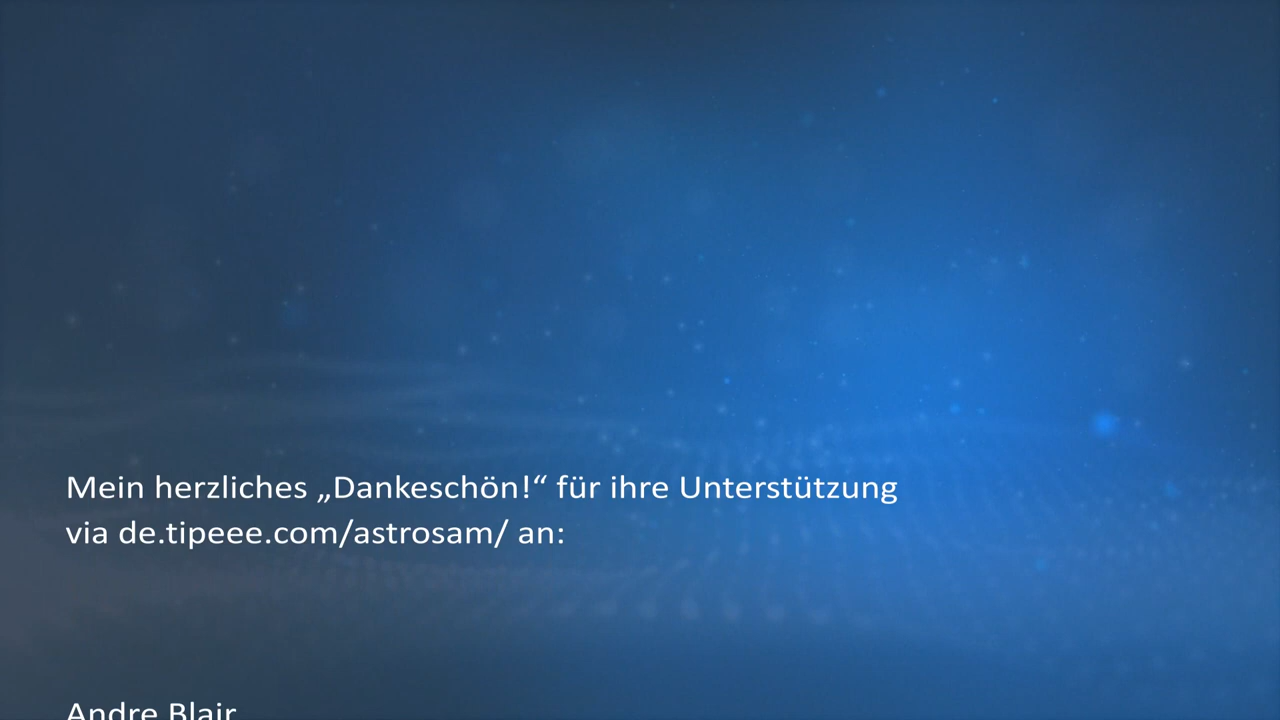 Mein herzliches „Dankeschön!“ für ihre Unterstützung
via de.tipeee.com/astrosam/ an:
Andre Blair